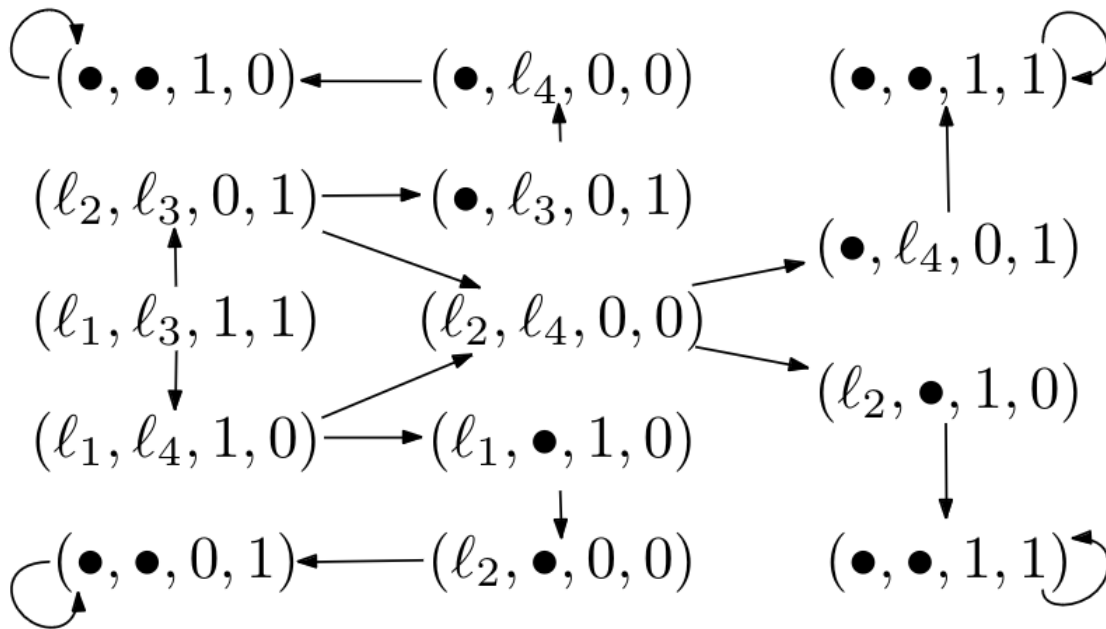 (●, ●, 1, 0) (●, ℓ₄, 0, 0) (●, ●, 1, 1)
(ℓ₂, ℓ₃, 0, 1) (●, ℓ₃, 0, 1)
(●, ℓ₄, 0, 1)
(ℓ₁, ℓ₃, 1, 1) (ℓ₂, ℓ₄, 0, 0)
(ℓ₂, ●, 1, 0)
(ℓ₁, ℓ₄, 1, 0) (ℓ₁, ●, 1, 0)
(●, ●, 0, 1) (ℓ₂, ●, 0, 0) (●, ●, 1, 1)